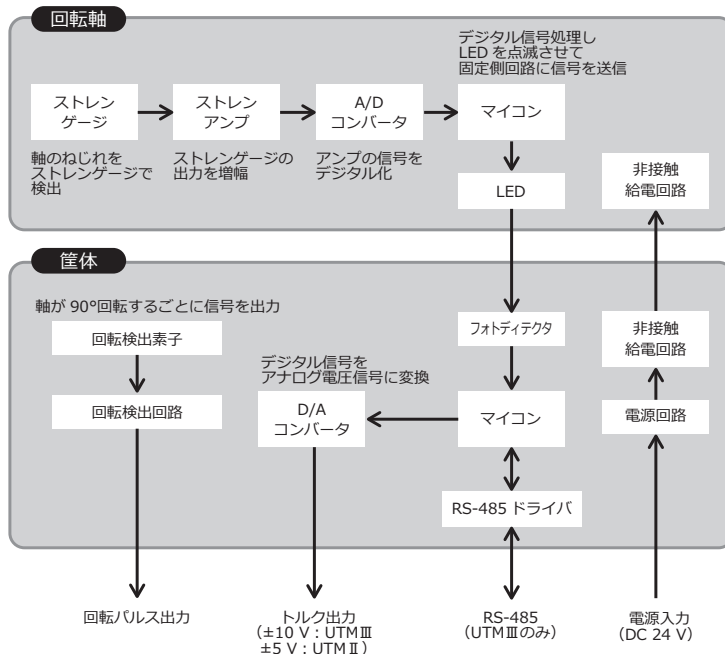 回転軸
デジタル信号処理し
LED を点滅させて
固定側回路に信号を送信
ストレン
ゲージ
ストレン
アンプ
A/D
コンバータ
マイコン
軸のねじれを
ストレンゲージで
検出
ストレンゲージの
出力を増幅
アンプの信号を
デジタル化
LED
非接触
給電回路
筐体
軸が 90°回転するごとに信号を出力
回転検出素子
フォトディテクタ
非接触
給電回路
デジタル信号を
アナログ電圧信号に変換
回転検出回路
D/A
コンバータ
マイコン
電源回路
RS-485 ドライバ
回転パルス出力
トルク出力
(±10 V:UTMⅢ
±5 V:UTMⅡ)
RS-485
(UTMⅢのみ)
電源入力
(DC 24 V)